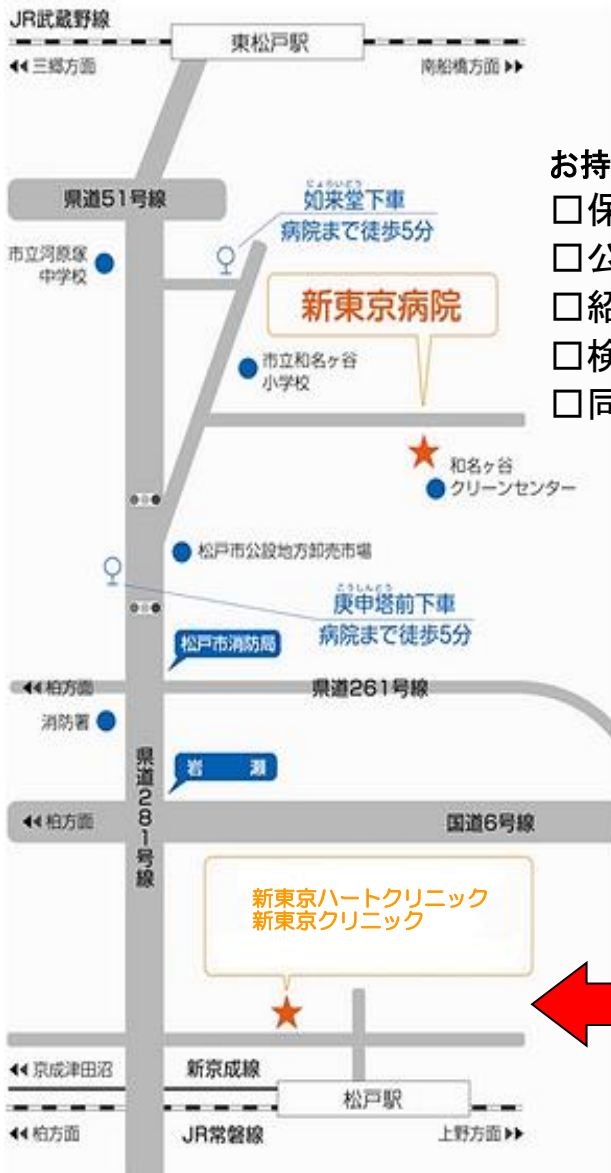 JR武蔵野線
東松戸駅
◀◀三郷方面
南船橋方面▶▶
お持
県道51号線
にょらいどう
如来堂下車
病院まで徒歩5分
□保
市立河原塚
中学校
□公
新東京病院
□紹
市立和名ヶ谷
小学校
□検
□同
和名ヶ谷
クリーンセンター
松戸市公設地方卸売市場
こうしんとう
庚申塔前下車
病院まで徒歩5分
松戸市消防局
◀◀柏方面
県道261号線
消防署
県道281号線
岩 瀬
◀◀柏方面
国道6号線
新東京ハートクリニック
新東京クリニック
◀◀京成津田沼
新京成線
松戸駅
◀◀柏方面
JR常磐線
上野方面▶▶